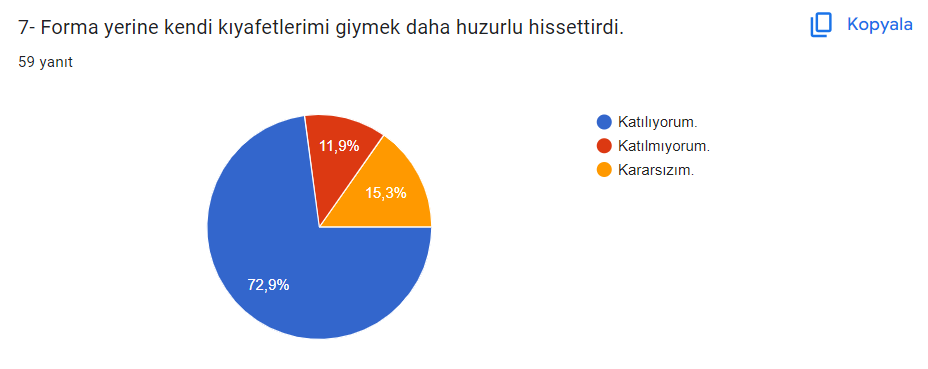 7- Forma yerine kendi kıyafetlerimi giymek daha huzurlu hissettirdi.
Kopyala
59 yanıt
Katılıyorum.
Katılmıyorum.
Kararsızım.
11,9%
15,3%
72,9%